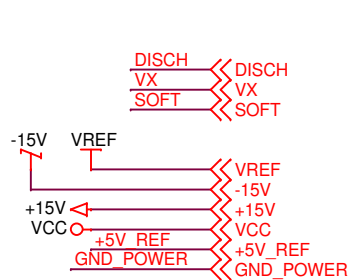 DISCH DISCH
VX VX
SOFT SOFT
-15V VREF
VREF
-15V
+15V +15V
VCC VCC
+5V_REF +5V_REF
GND_POWER GND_POWER